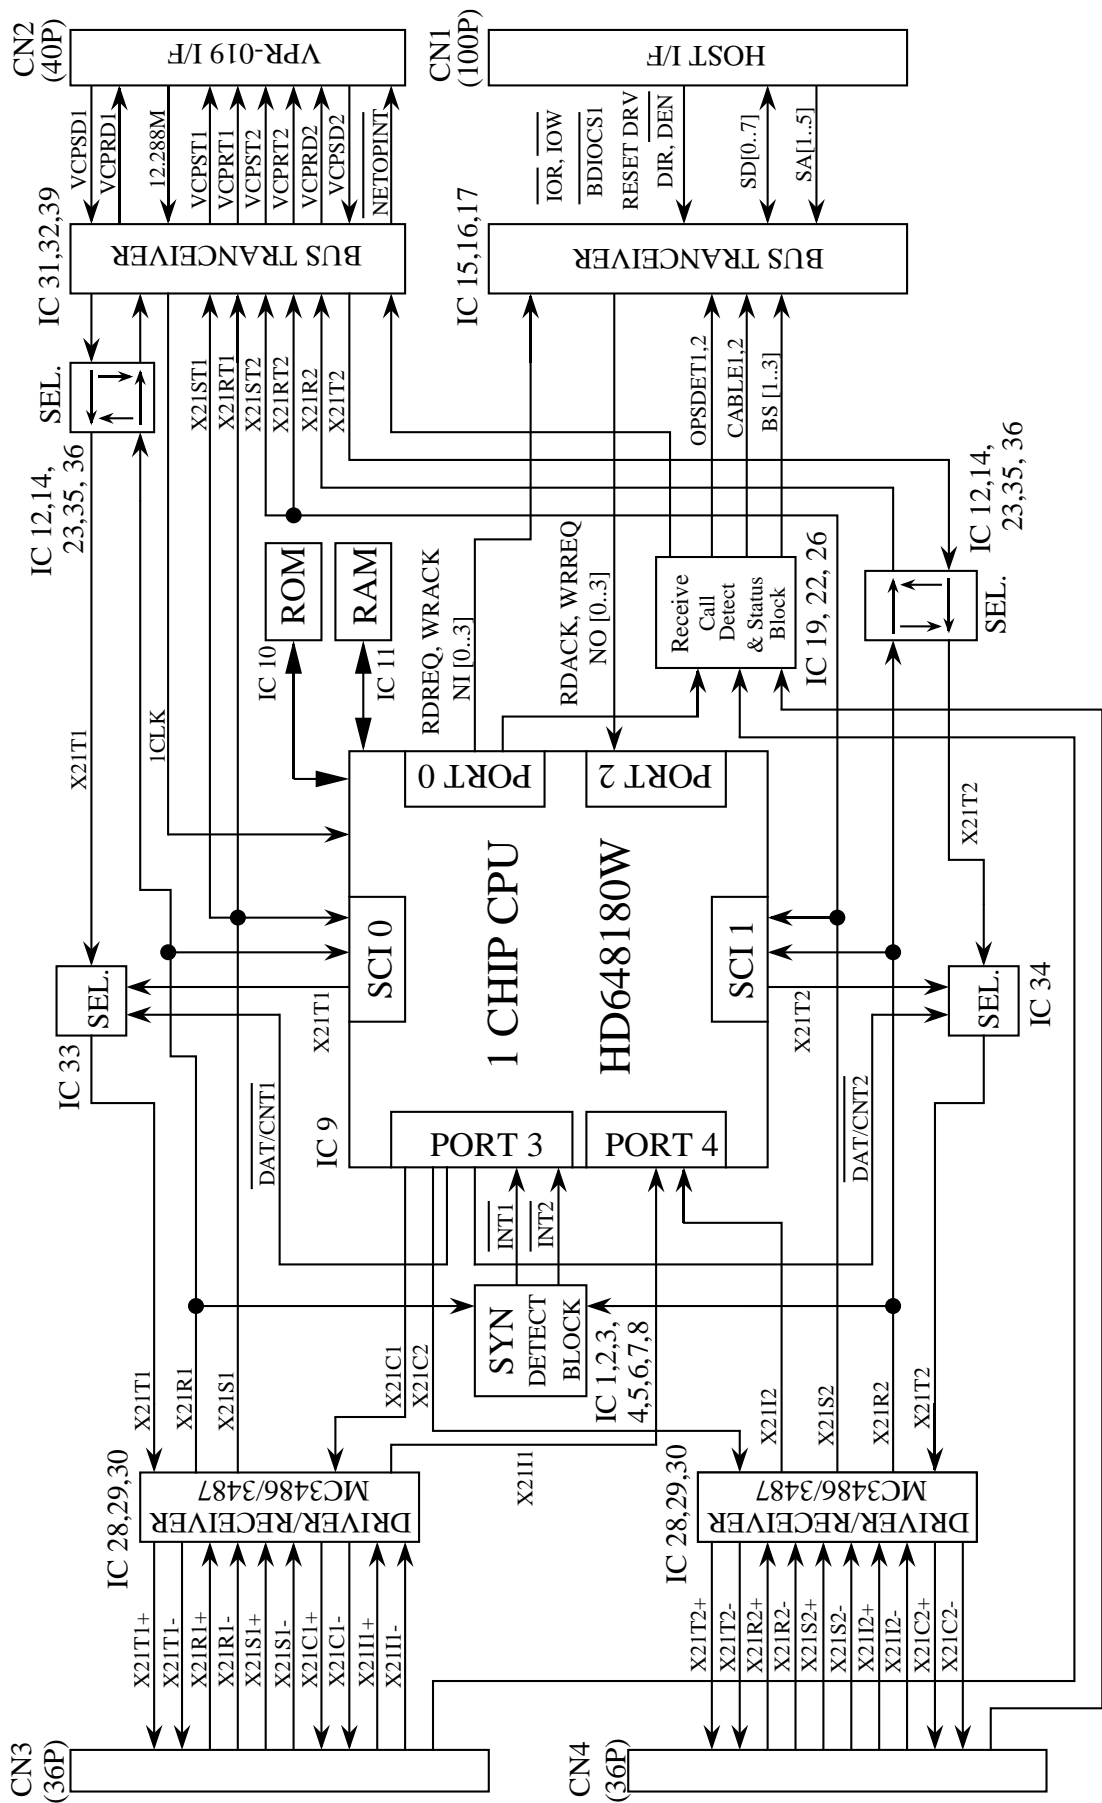 CN2
(40P)
VPR-019 I/F
CN1
(100P)
HOST I/F
VCPSD1
VCPRD1
12.288M
VCPST1
VCPRT1
VCPST2
VCPRT2
VCPRD2
VCPSD2
NETOPINT
IOR, IOW
BDIOCS1
RESET DRV
DIR, DEN
SD[0..7]
SA[1..5]
IC 31,32,39
BUS TRANCEIVER
IC 15,16,17
BUS TRANCEIVER
SEL.
IC 12,14,
23,35, 36
X21ST1
X21RT1
X21ST2
X21RT2
X21R2
X21T2
OPSDET1,2
CABLE1,2
BS [1..3]
X21T1
1CLK
IC 10
ROM
IC 11
RAM
RDREQ, WRACK
NI [0..3]
RDACK, WRREQ
NO [0..3]
Receive
Call
Detect
& Status
Block
IC 19, 22, 26
IC 12,14,
23,35, 36
SEL.
X21T2
PORT 0
PORT 2
1 CHIP CPU
HD648180W
IC 9
SCI 0
SCI 1
X21T1
X21T2
SEL.
IC 33
SEL.
IC 34
DAT/CNT1
DAT/CNT2
PORT 3
PORT 4
INT1
INT2
SYN
DETECT
BLOCK
IC 1,2,3,
4,5,6,7,8
X21T1
X21R1
X21S1
X21C1
X21C2
X21I1
X21I2
X21S2
X21R2
X21T2
IC 28,29,30
MC3486/3487
DRIVER/RECEIVER
IC 28,29,30
MC3486/3487
DRIVER/RECEIVER
X21T1+
X21T1-
X21R1+
X21R1-
X21S1+
X21S1-
X21C1+
X21C1-
X21I1+
X21I1-
X21T2+
X21T2-
X21R2+
X21R2-
X21S2+
X21S2-
X21I2+
X21I2-
X21C2+
X21C2-
CN3
(36P)
CN4
(36P)